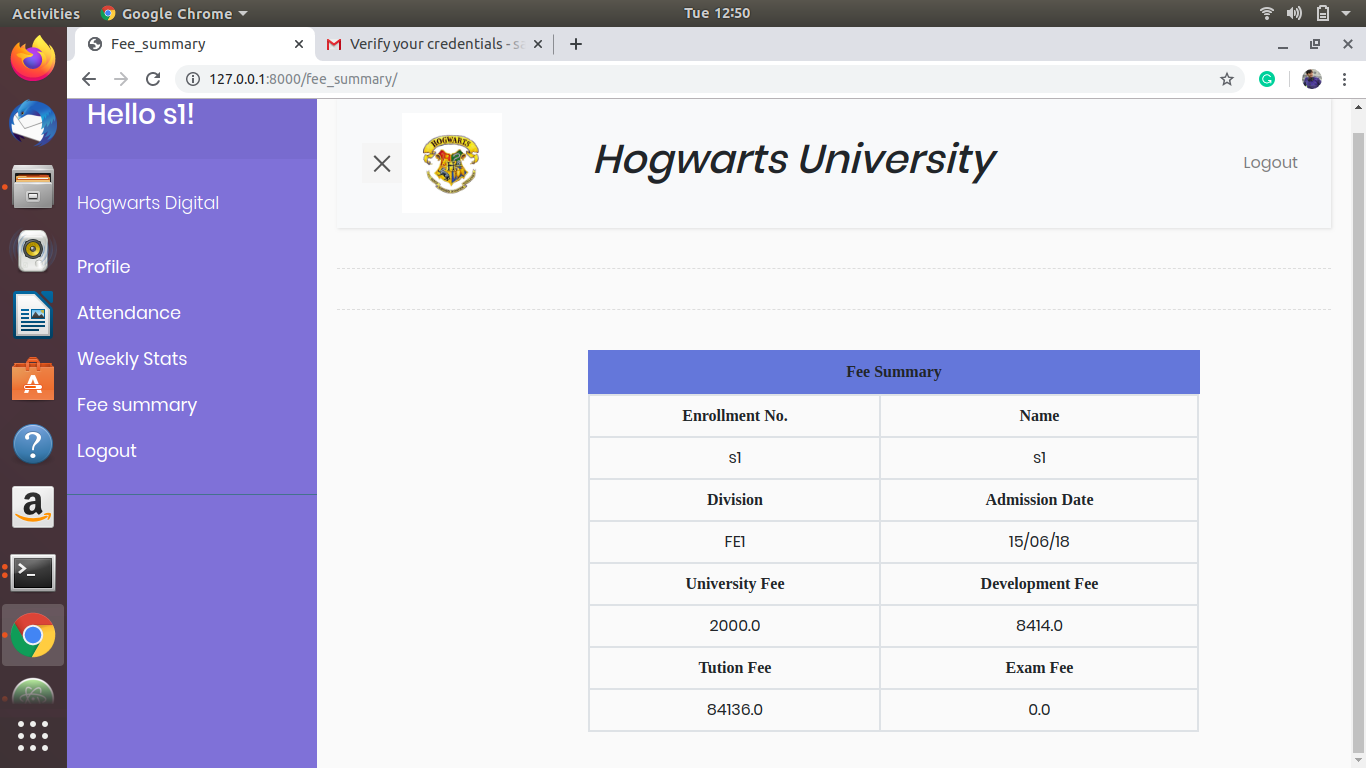 Activities Google Chrome Tue 12:50
Fee_summary Verify your credentials - sa
127.0.0.1:8000/fee_summary/
Hello s1!
HOGWARTS
Hogwarts University
Logout
Hogwarts Digital
Profile
Attendance
Weekly Stats
Fee summary
Logout
Fee Summary
Enrollment No. Name
s1 s1
Division Admission Date
FE1 15/06/18
University Fee Development Fee
2000.0 8414.0
Tution Fee Exam Fee
84136.0 0.0